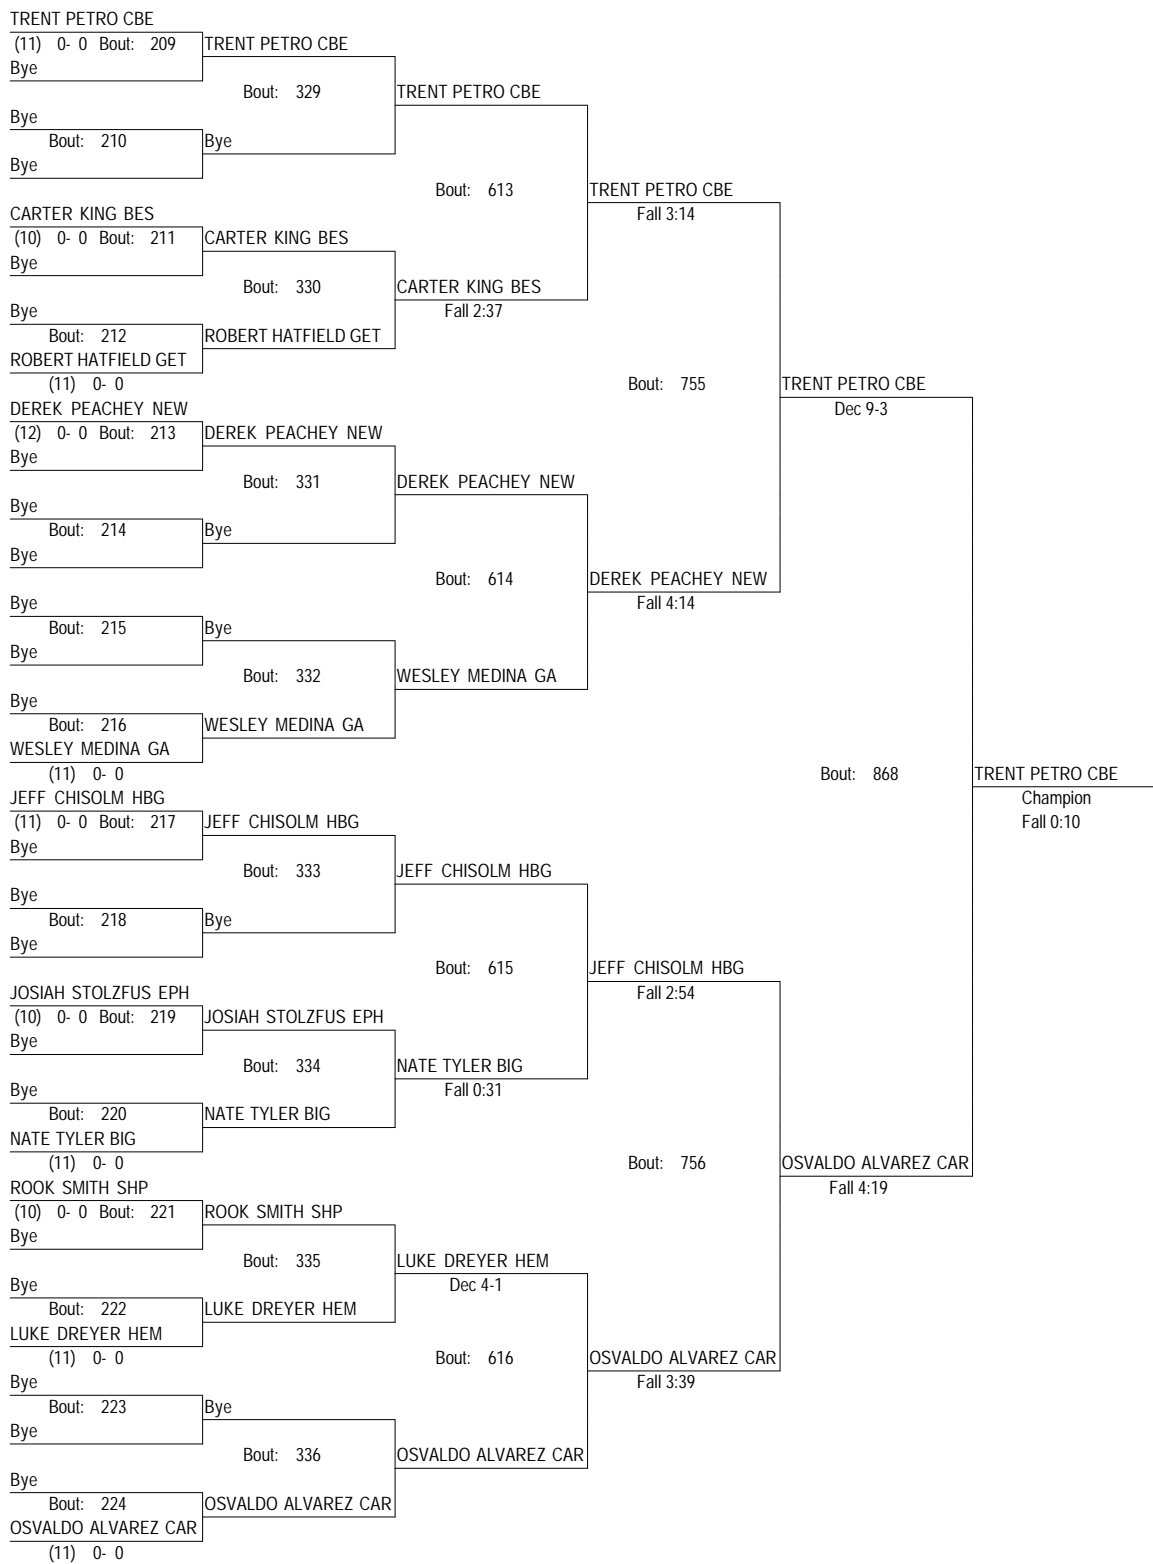 TRENT PETRO CBE
(11) 0- 0 Bout: 209 TRENT PETRO CBE
Bye
Bout: 329 TRENT PETRO CBE
Bye
Bout: 210 Bye
Bye
Bout: 613 TRENT PETRO CBE
CARTER KING BES Fall 3:14
(10) 0- 0 Bout: 211 CARTER KING BES
Bye
Bout: 330 CARTER KING BES
Bye Fall 2:37
Bout: 212 ROBERT HATFIELD GET
ROBERT HATFIELD GET
(11) 0- 0 Bout: 755 TRENT PETRO CBE
DEREK PEACHEY NEW Dec 9-3
(12) 0- 0 Bout: 213 DEREK PEACHEY NEW
Bye
Bout: 331 DEREK PEACHEY NEW
Bye
Bout: 214 Bye
Bye
Bout: 614 DEREK PEACHEY NEW
Bye Fall 4:14
Bout: 215 Bye
Bye
Bout: 332 WESLEY MEDINA GA
Bye
Bout: 216 WESLEY MEDINA GA
WESLEY MEDINA GA
(11) 0- 0 Bout: 868 TRENT PETRO CBE
JEFF CHISOLM HBG Champion
(11) 0- 0 Bout: 217 JEFF CHISOLM HBG Fall 0:10
Bye
Bout: 333 JEFF CHISOLM HBG
Bye
Bout: 218 Bye
Bye
Bout: 615 JEFF CHISOLM HBG
JOSIAH STOLZFUS EPH Fall 2:54
(10) 0- 0 Bout: 219 JOSIAH STOLZFUS EPH
Bye
Bout: 334 NATE TYLER BIG
Bye Fall 0:31
Bout: 220 NATE TYLER BIG
NATE TYLER BIG
(11) 0- 0 Bout: 756 OSVALDO ALVAREZ CAR
ROOK SMITH SHP Fall 4:19
(10) 0- 0 Bout: 221 ROOK SMITH SHP
Bye
Bout: 335 LUKE DREYER HEM
Bye Dec 4-1
Bout: 222 LUKE DREYER HEM
LUKE DREYER HEM
(11) 0- 0 Bout: 616 OSVALDO ALVAREZ CAR
Bye Fall 3:39
Bout: 223 Bye
Bye
Bout: 336 OSVALDO ALVAREZ CAR
Bye
Bout: 224 OSVALDO ALVAREZ CAR
OSVALDO ALVAREZ CAR
(11) 0- 0